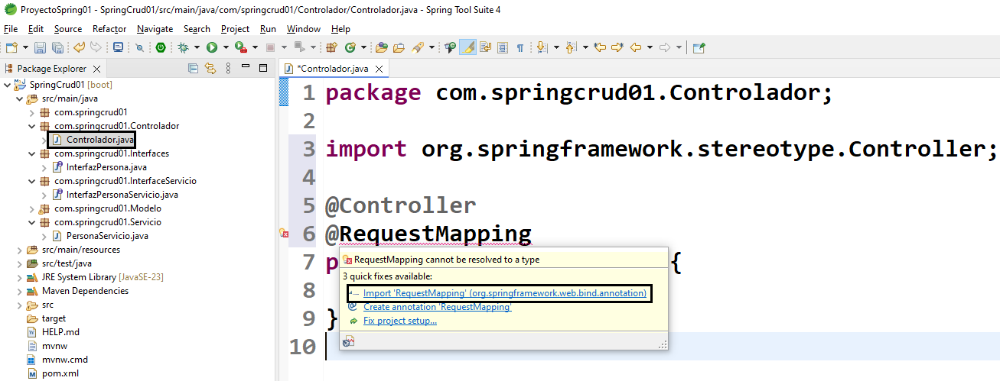 ProyectoSpring01 - SpringCrud01/src/main/java/com/springcrud01/Controlador/Controlador.java - Spring Tool Suite 4
File Edit Source Refactor Navigate Search Project Run Window Help
Package Explorer
SpringCrud01 [boot]
src/main/java
com.springcrud01
com.springcrud01.Controlador
Controlador.java
com.springcrud01.Interfaces
InterfazPersona.java
com.springcrud01.InterfaceServicio
InterfazPersonaServicio.java
com.springcrud01.Modelo
com.springcrud01.Servicio
PersonaServicio.java
src/main/resources
src/test/java
JRE System Library [JavaSE-23]
Maven Dependencies
src
target
HELP.md
mvnw
mvnw.cmd
pom.xml
*Controlador.java
1 package com.springcrud01.Controlador;
2
3 import org.springframework.stereotype.Controller;
4
5 @Controller
6 @RequestMapping
7 p {
8
9 }
10
RequestMapping cannot be resolved to a type
3 quick fixes available:
Import 'RequestMapping' (org.springframework.web.bind.annotation)
Create annotation 'RequestMapping'
Fix project setup...